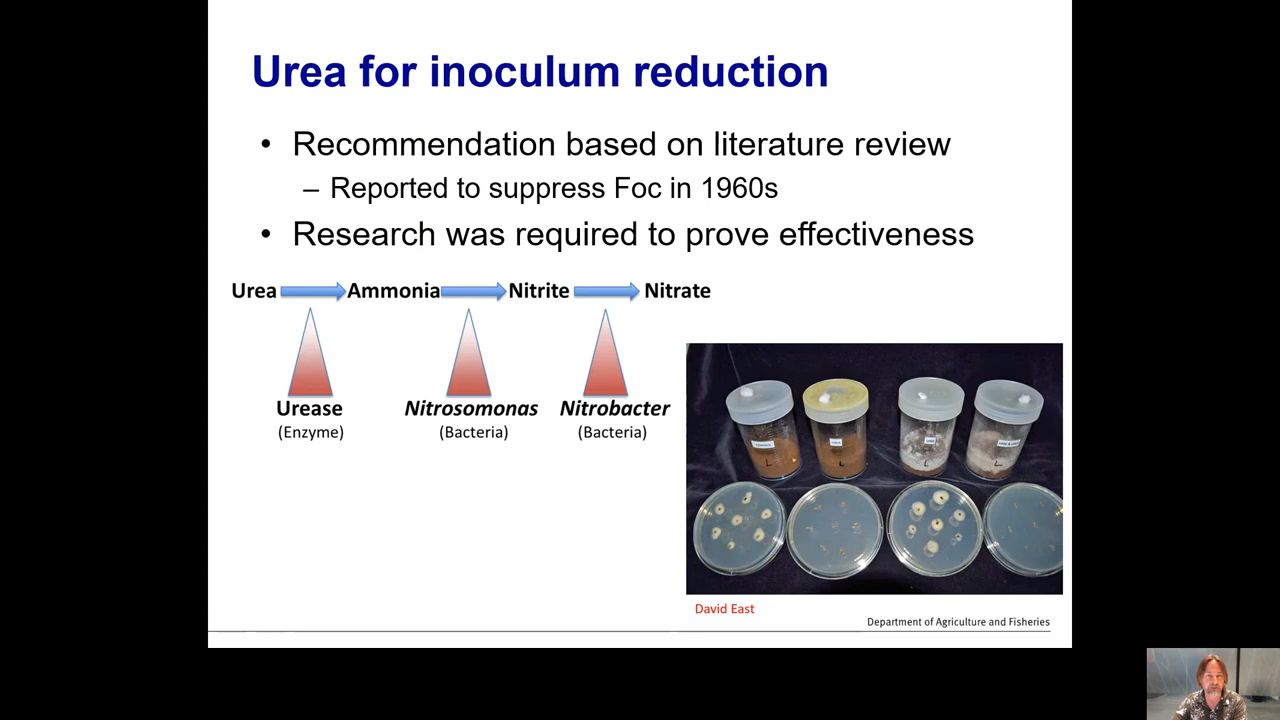 Urea for inoculum reduction
• Recommendation based on literature review
– Reported to suppress Foc in 1960s
• Research was required to prove effectiveness
Urea Ammonia Nitrite Nitrate
Urease Nitrosomonas Nitrobacter
(Enzyme) (Bacteria) (Bacteria)
L L L L
David East
Department of Agriculture and Fisheries